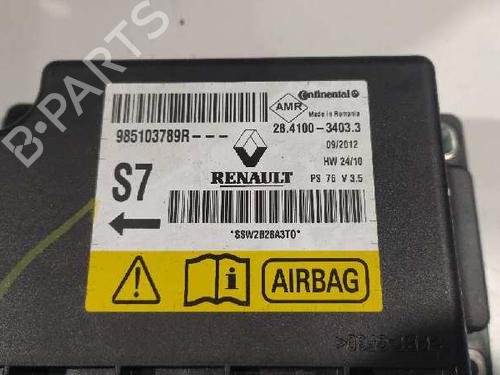 B-PARTS
Continental
AMR
Made in Romania
985103789R---
28.4100-3403.3
09/2012
HW 24/10
RENAULT
PS 76 V 3.5
S7
*SSW2B28A3T0*
i
AIRBAG